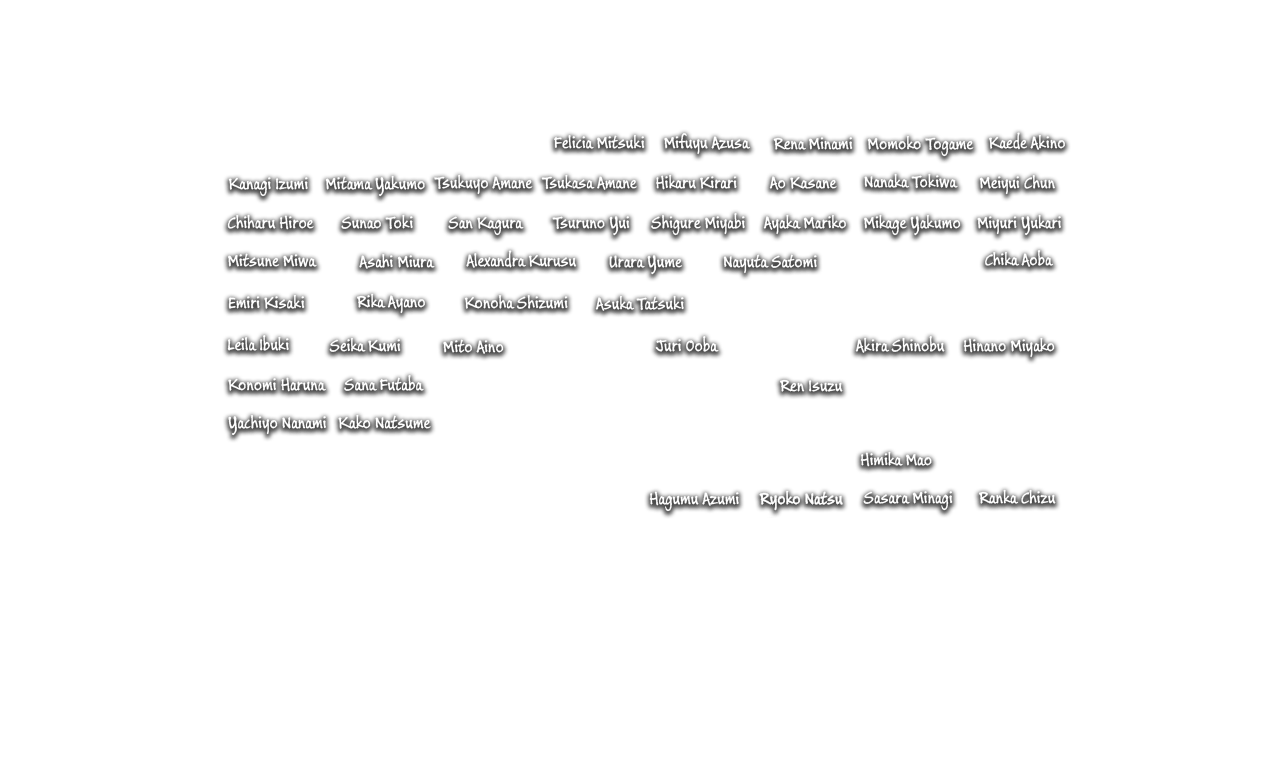 Felicia Mitsuki Mifuyu Azusa Rena Minami Momoko Togame Kaede Akino
Kanagi Izumi Mitama Yakumo Tsukuyo Amane Tsukasa Amane Hikaru Kirari Ao Kasane Nanaka Tokiwa Meiyui Chun
Chiharu Hiroe Sunao Toki San Kagura Tsuruno Yui Shigure Miyabi Ayaka Mariko Mikage Yakumo Miyuri Yukari
Mitsune Miwa Asahi Miura Alexandra Kurusu Urara Yume Nayuta Satomi Chika Aoba
Emiri Kisaki Rika Ayano Konoha Shizumi Asuka Tatsuki
Leila Ibuki Seika Kumi Mito Aino Juri Ooba Akira Shinobu Hinano Miyako
Konomi Haruna Sana Futaba Ren Isuzu
Yachiyo Nanami Kako Natsume
Himika Mao
Hagumu Azumi Ryoko Natsu Sasara Minagi Ranka Chizu